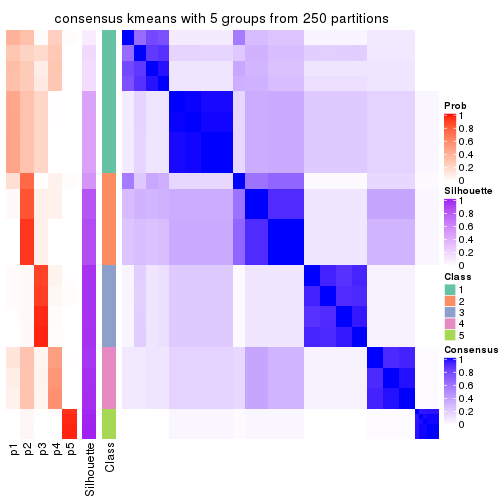 consensus kmeans with 5 groups from 250 partitions
Prob
1
0.8
0.6
0.4
0.2
0
Silhouette
1
0.8
0.6
0.4
0.2
0
Class
1
2
3
4
5
Consensus
1
0.8
0.6
0.4
0.2
0
p1
p2
p3
p4
p5
Silhouette
Class